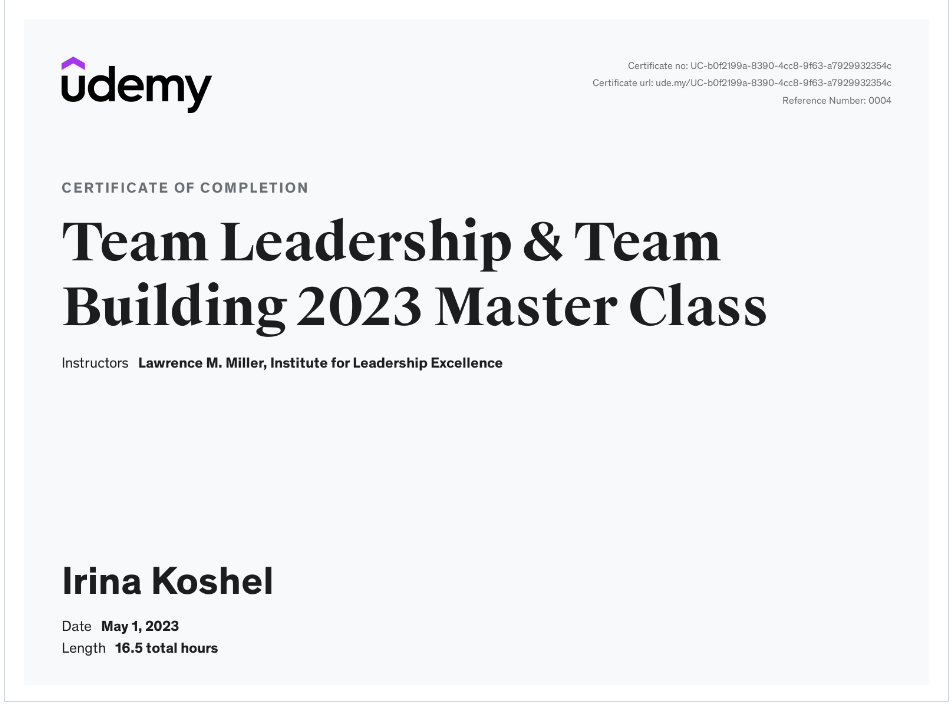 udemy
Certificate no: UC-b0f2199a-8390-4cc8-9f63-a7929932354c
Certificate url: ude.my/UC-b0f2199a-8390-4cc8-9f63-a7929932354c
Reference Number: 0004
CERTIFICATE OF COMPLETION
Team Leadership & Team
Building 2023 Master Class
Instructors Lawrence M. Miller, Institute for Leadership Excellence
Irina Koshel
Date May 1, 2023
Length 16.5 total hours